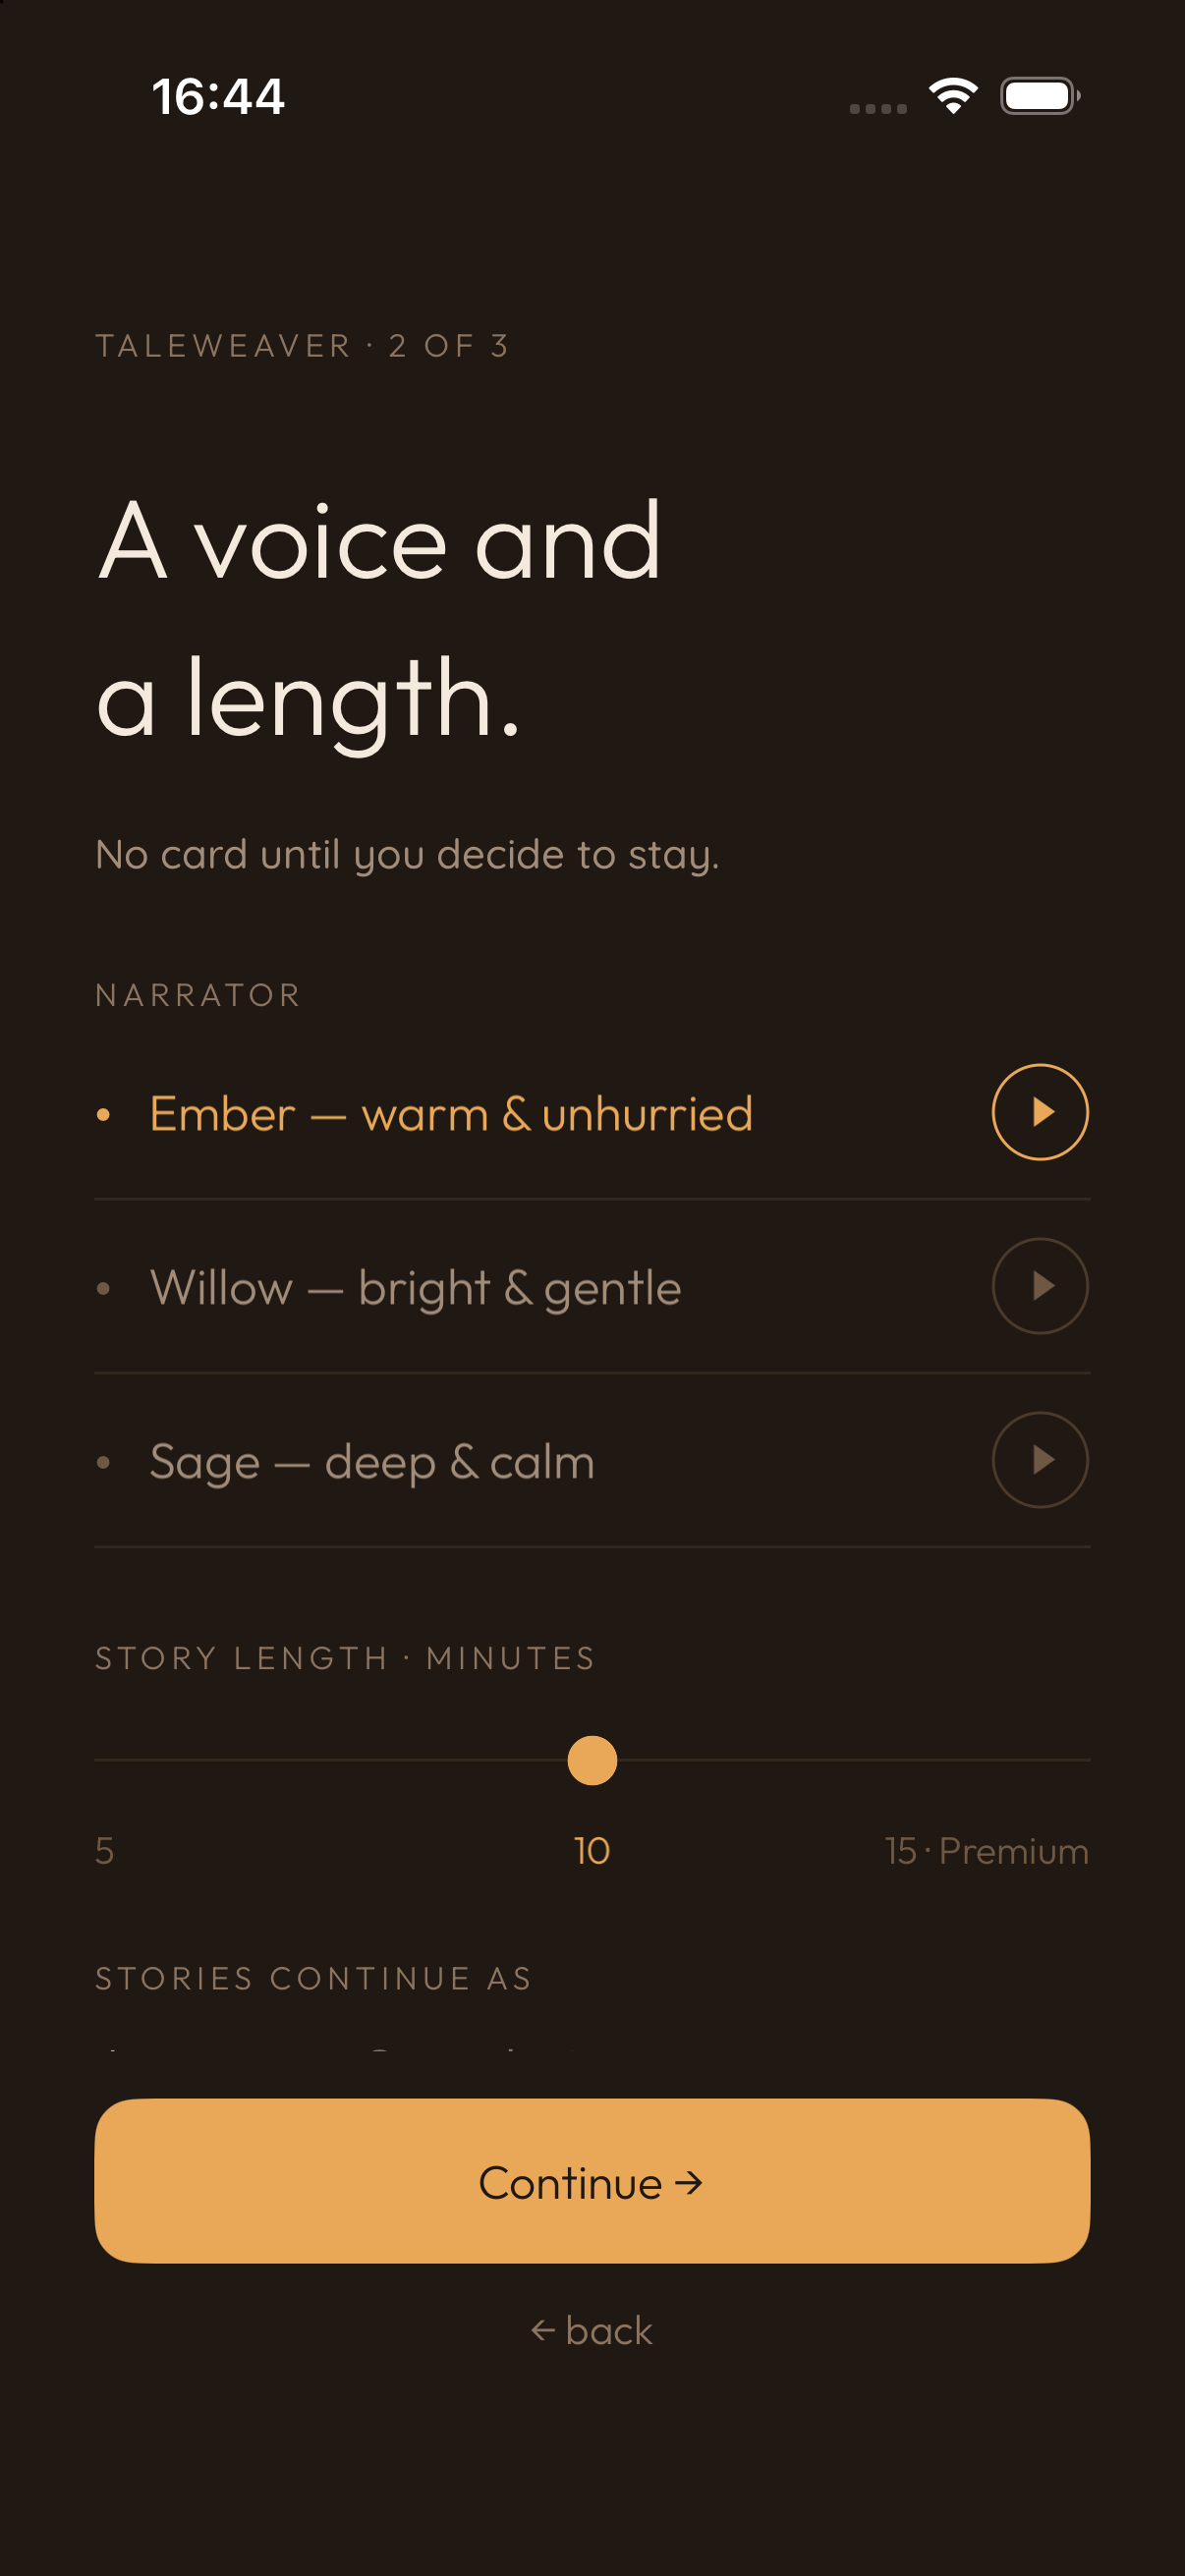 16:44
TALEWEAVER · 2 OF 3
A voice and
a length.
No card until you decide to stay.
NARRATOR
Ember — warm & unhurried
Willow — bright & gentle
Sage — deep & calm
STORY LENGTH · MINUTES
5 10 15 · Premium
STORIES CONTINUE AS
Continue →
← back